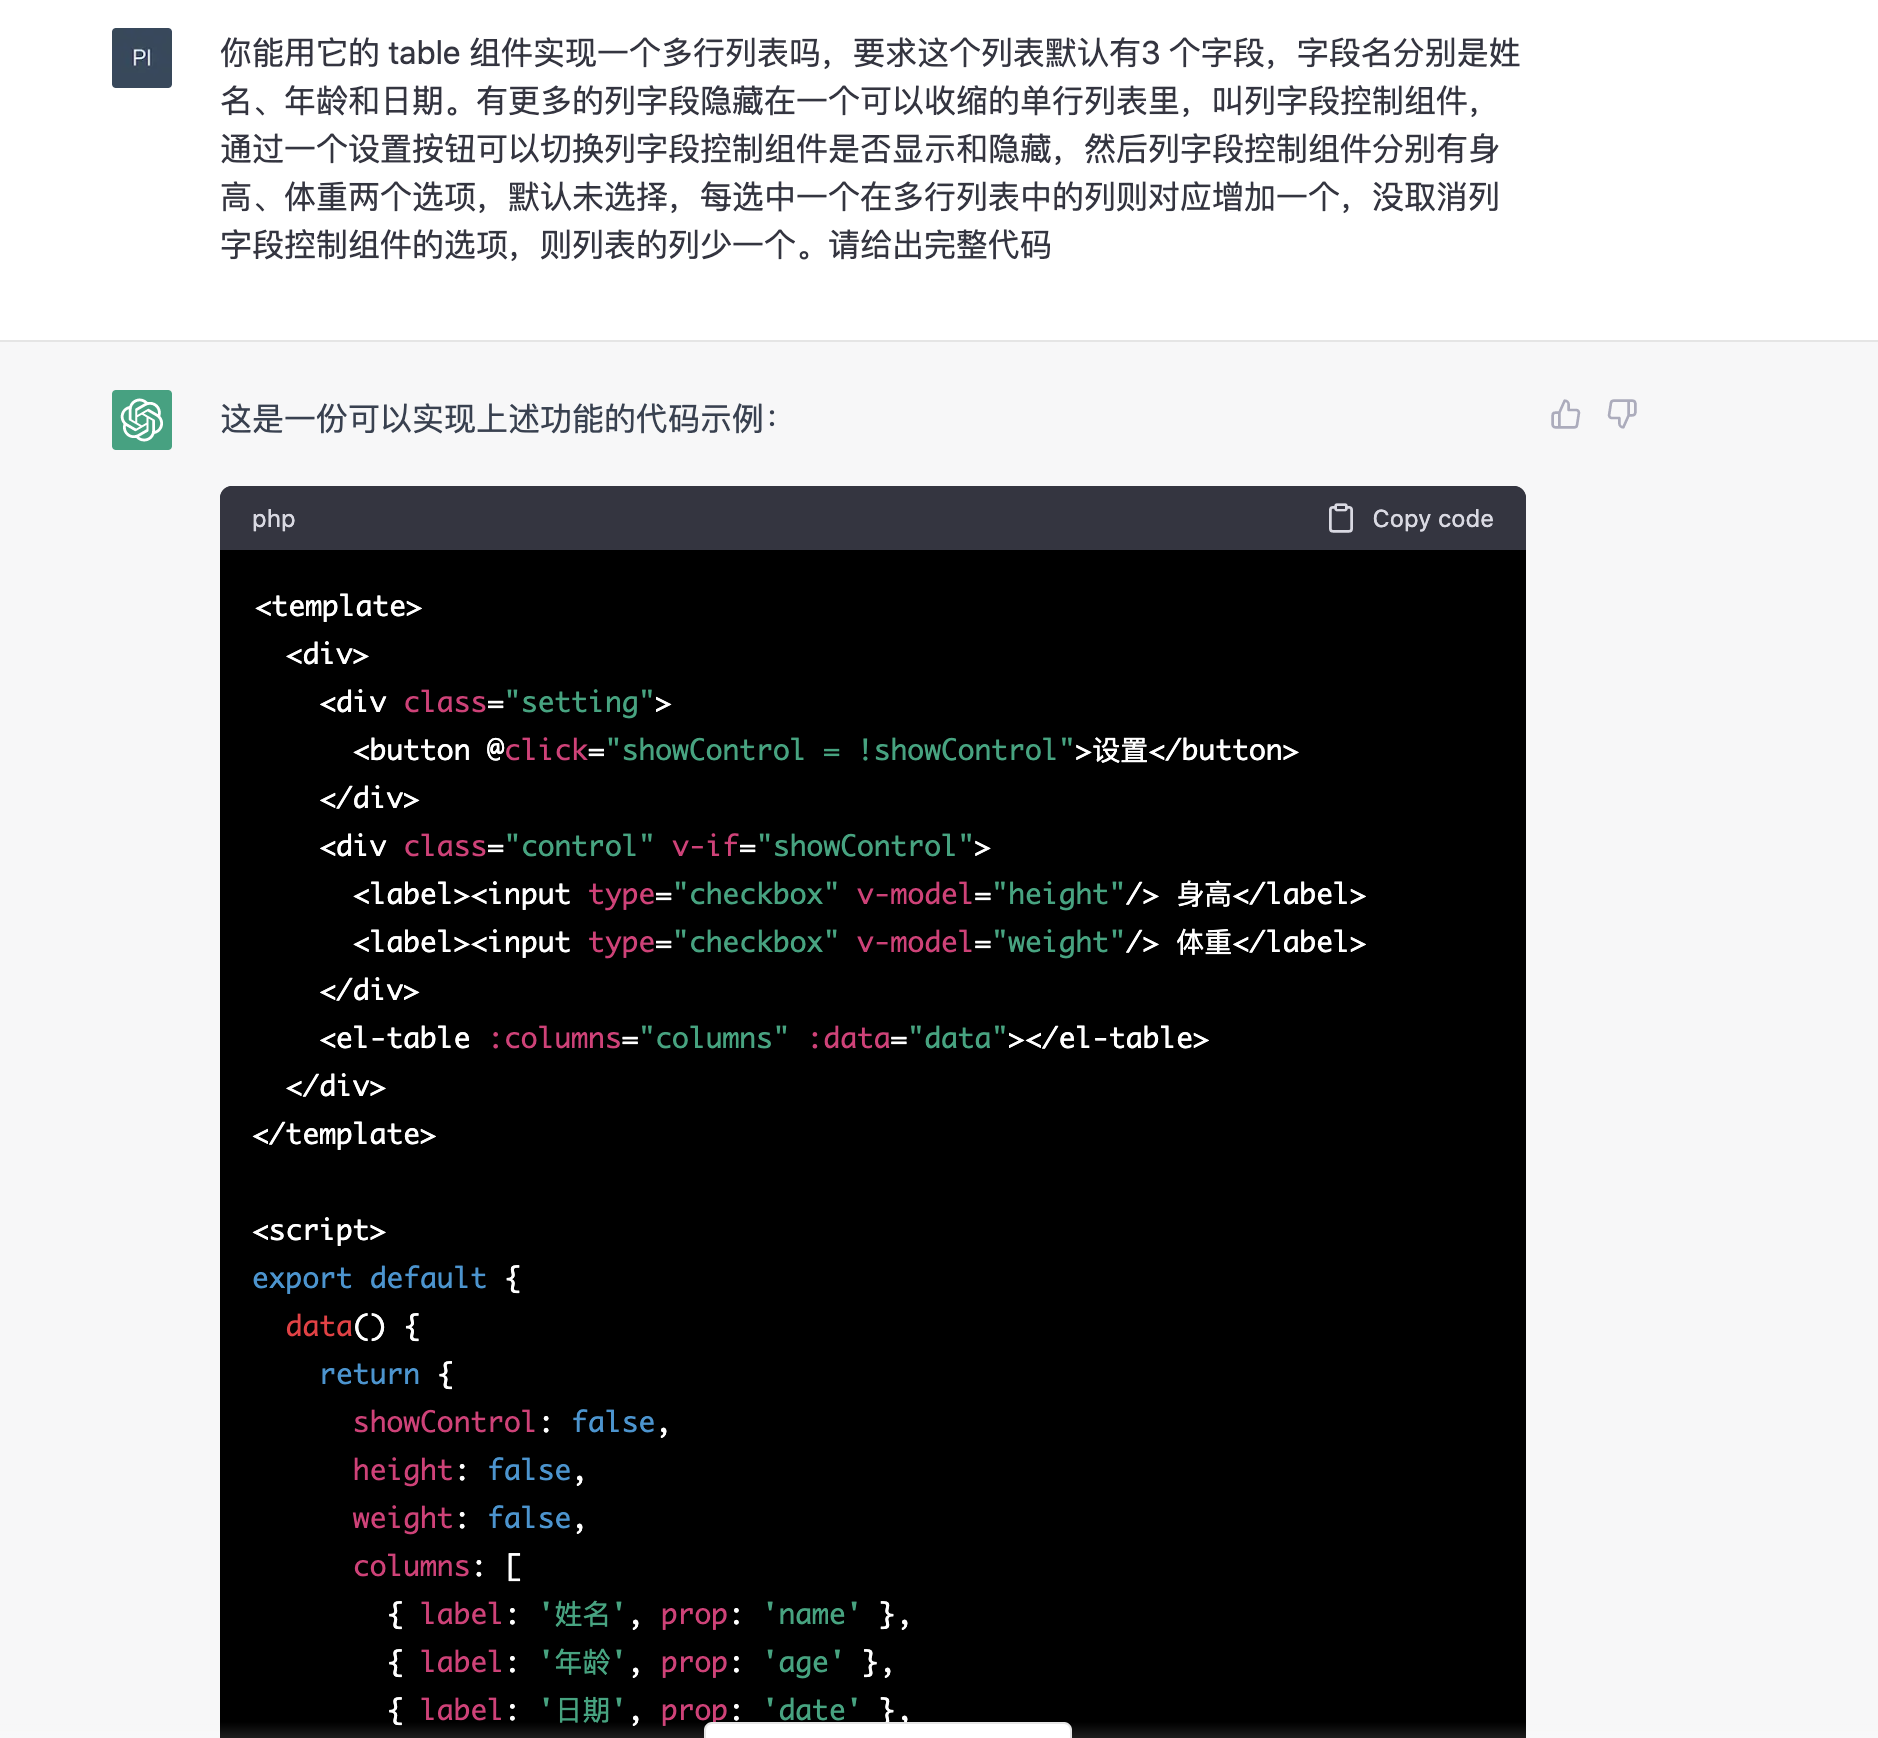 PI
你能用它的 table 组件实现一个多行列表吗，要求这个列表默认有3 个字段，字段名分别是姓
名、年龄和日期。有更多的列字段隐藏在一个可以收缩的单行列表里，叫列字段控制组件，
通过一个设置按钮可以切换列字段控制组件是否显示和隐藏，然后列字段控制组件分别有身
高、体重两个选项，默认未选择，每选中一个在多行列表中的列则对应增加一个，没取消列
字段控制组件的选项，则列表的列少一个。请给出完整代码
这是一份可以实现上述功能的代码示例：
php
Copy code
<template>
  <div>
    <div class="setting">
      <button @click="showControl = !showControl">设置</button>
    </div>
    <div class="control" v-if="showControl">
      <label><input type="checkbox" v-model="height"/> 身高</label>
      <label><input type="checkbox" v-model="weight"/> 体重</label>
    </div>
    <el-table :columns="columns" :data="data"></el-table>
  </div>
</template>
<script>
export default {
  data() {
    return {
      showControl: false,
      height: false,
      weight: false,
      columns: [
        { label: '姓名', prop: 'name' },
        { label: '年龄', prop: 'age' },
        { label: '日期', prop: 'date' },